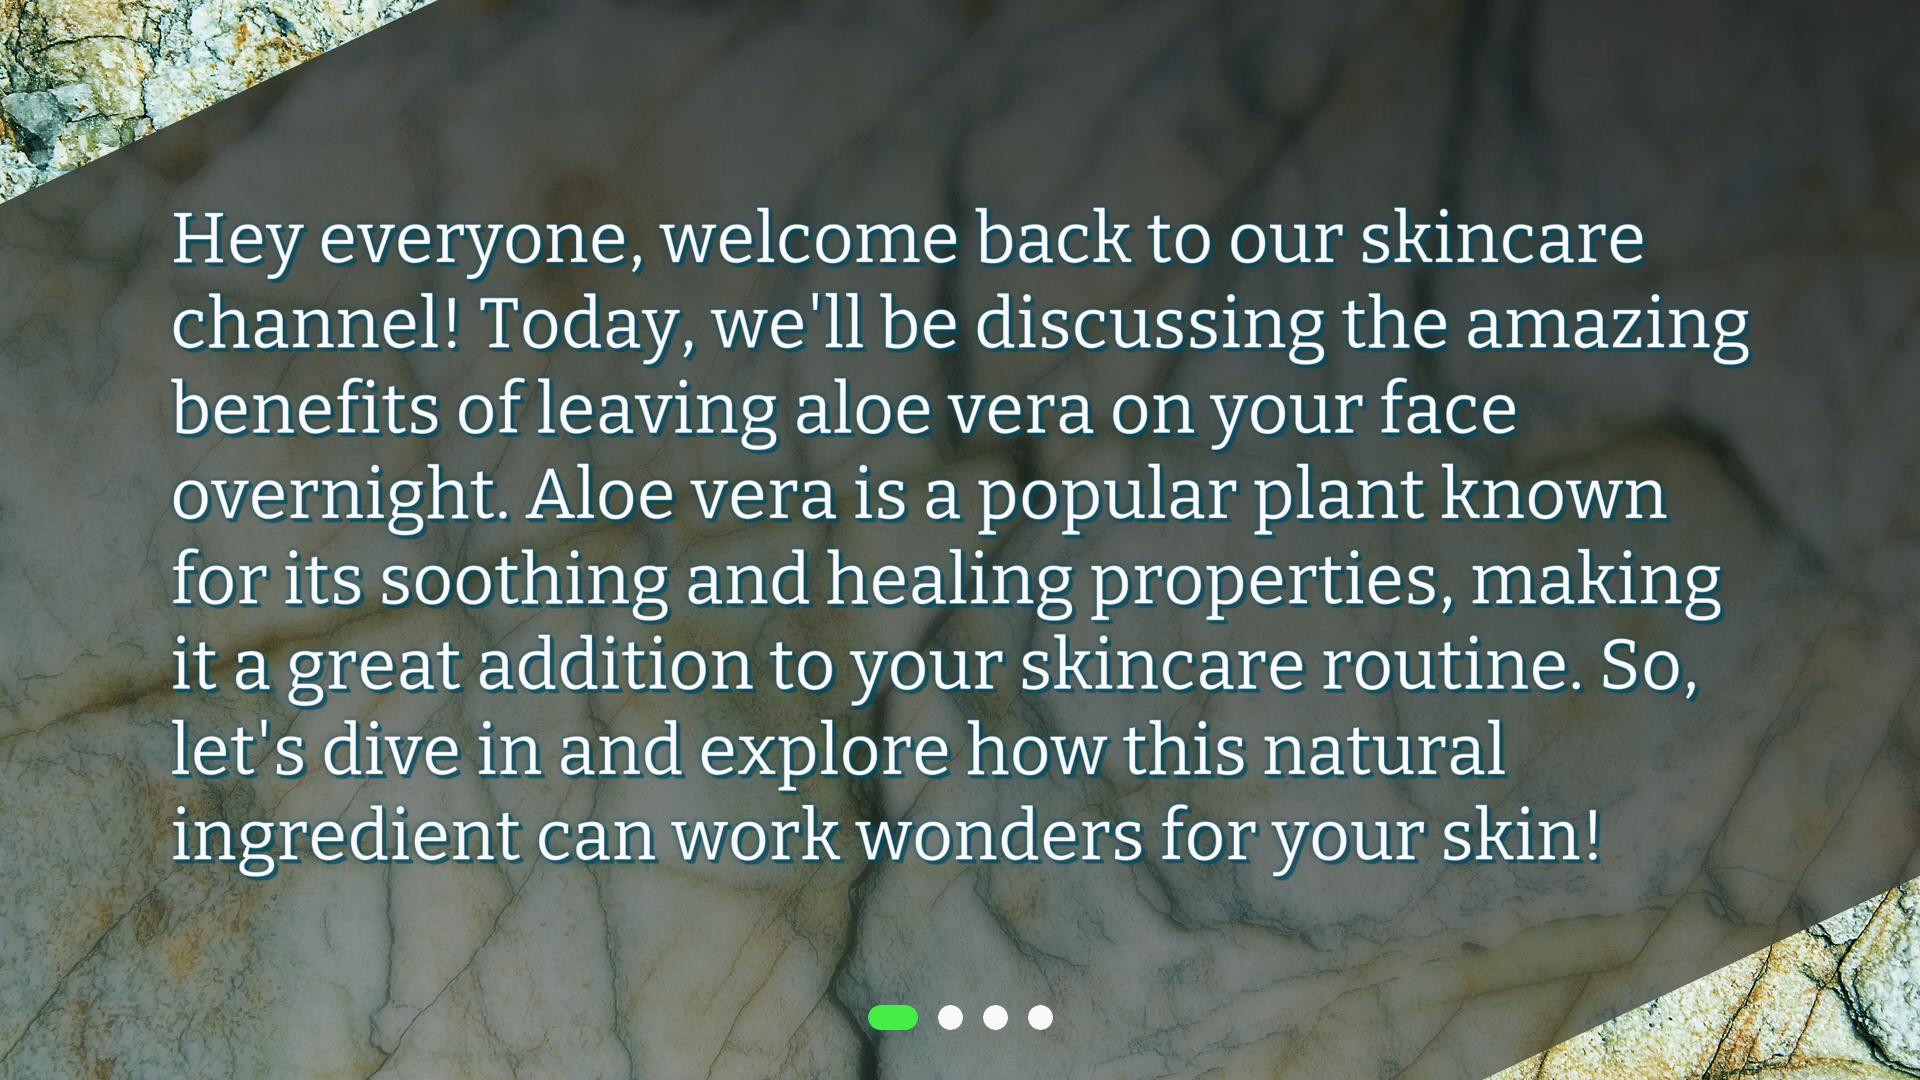 Hey everyone, welcome back to our skincare
channel! Today, we'll be discussing the amazing
benefits of leaving aloe vera on your face
overnight. Aloe vera is a popular plant known
for its soothing and healing properties, making
it a great addition to your skincare routine. So,
let's dive in and explore how this natural
ingredient can work wonders for your skin!